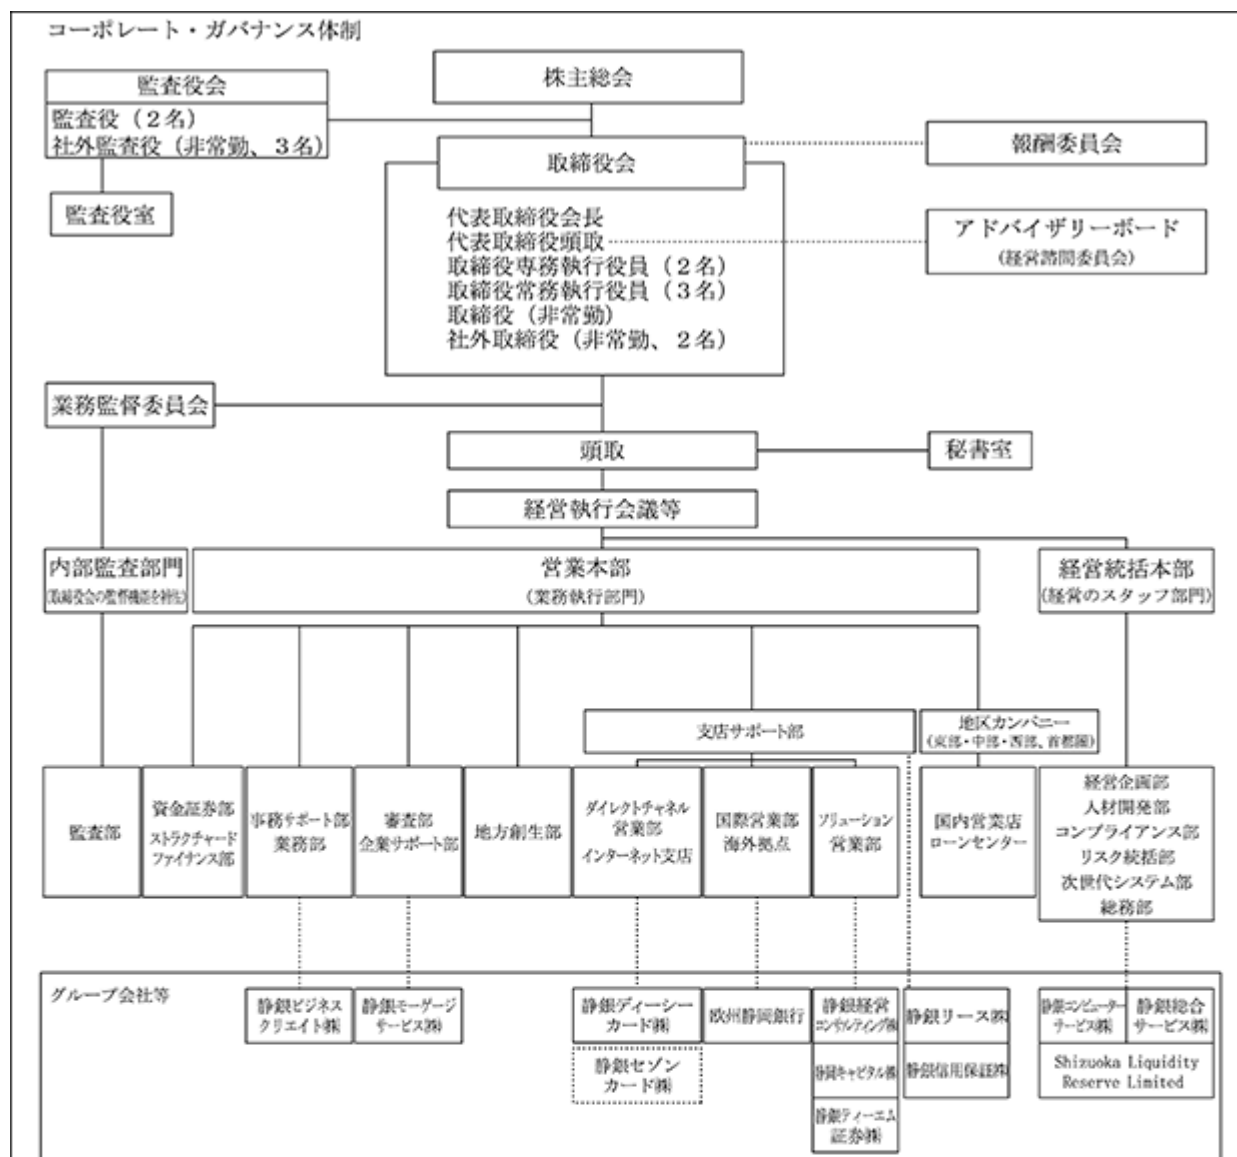 コーポレート・ガバナンス体制
株主総会
監査役会
監査役（２名）
社外監査役（非常勤、３名）
監査役室
取締役会
報酬委員会
代表取締役会長
代表取締役頭取
取締役専務執行役員（２名）
取締役常務執行役員（３名）
取締役（非常勤）
社外取締役（非常勤、２名）
アドバイザリーボード
（経営諮問委員会）
業務監督委員会
頭取
秘書室
経営執行会議等
内部監査部門
(取締役会の監督機能を補佐)
営業本部
（業務執行部門）
経営統括本部
（経営のスタッフ部門）
支店サポート部
地区カンパニー
（東部・中部・西部、首都圏）
監査部
資金証券部
ストラクチャード
ファイナンス部
事務サポート部
業務部
審査部
企業サポート部
地方創生部
ダイレクトチャネル
営業部
インターネット支店
国際営業部
海外拠点
ソリューション
営業部
国内営業店
ローンセンター
経営企画部
人材開発部
コンプライアンス部
リスク統括部
次世代システム部
総務部
グループ会社等
静銀ビジネス
クリエイト㈱
静銀モーゲージ
サービス㈱
静銀ディーシー
カード㈱
静銀セゾン
カード㈱
欧州静岡銀行
静銀経営
コンサルティング㈱
静岡キャピタル㈱
静銀ティーエム
証券㈱
静銀リース㈱
静銀信用保証㈱
静銀コンピューター
サービス㈱
静銀総合
サービス㈱
Shizuoka Liquidity
Reserve Limited